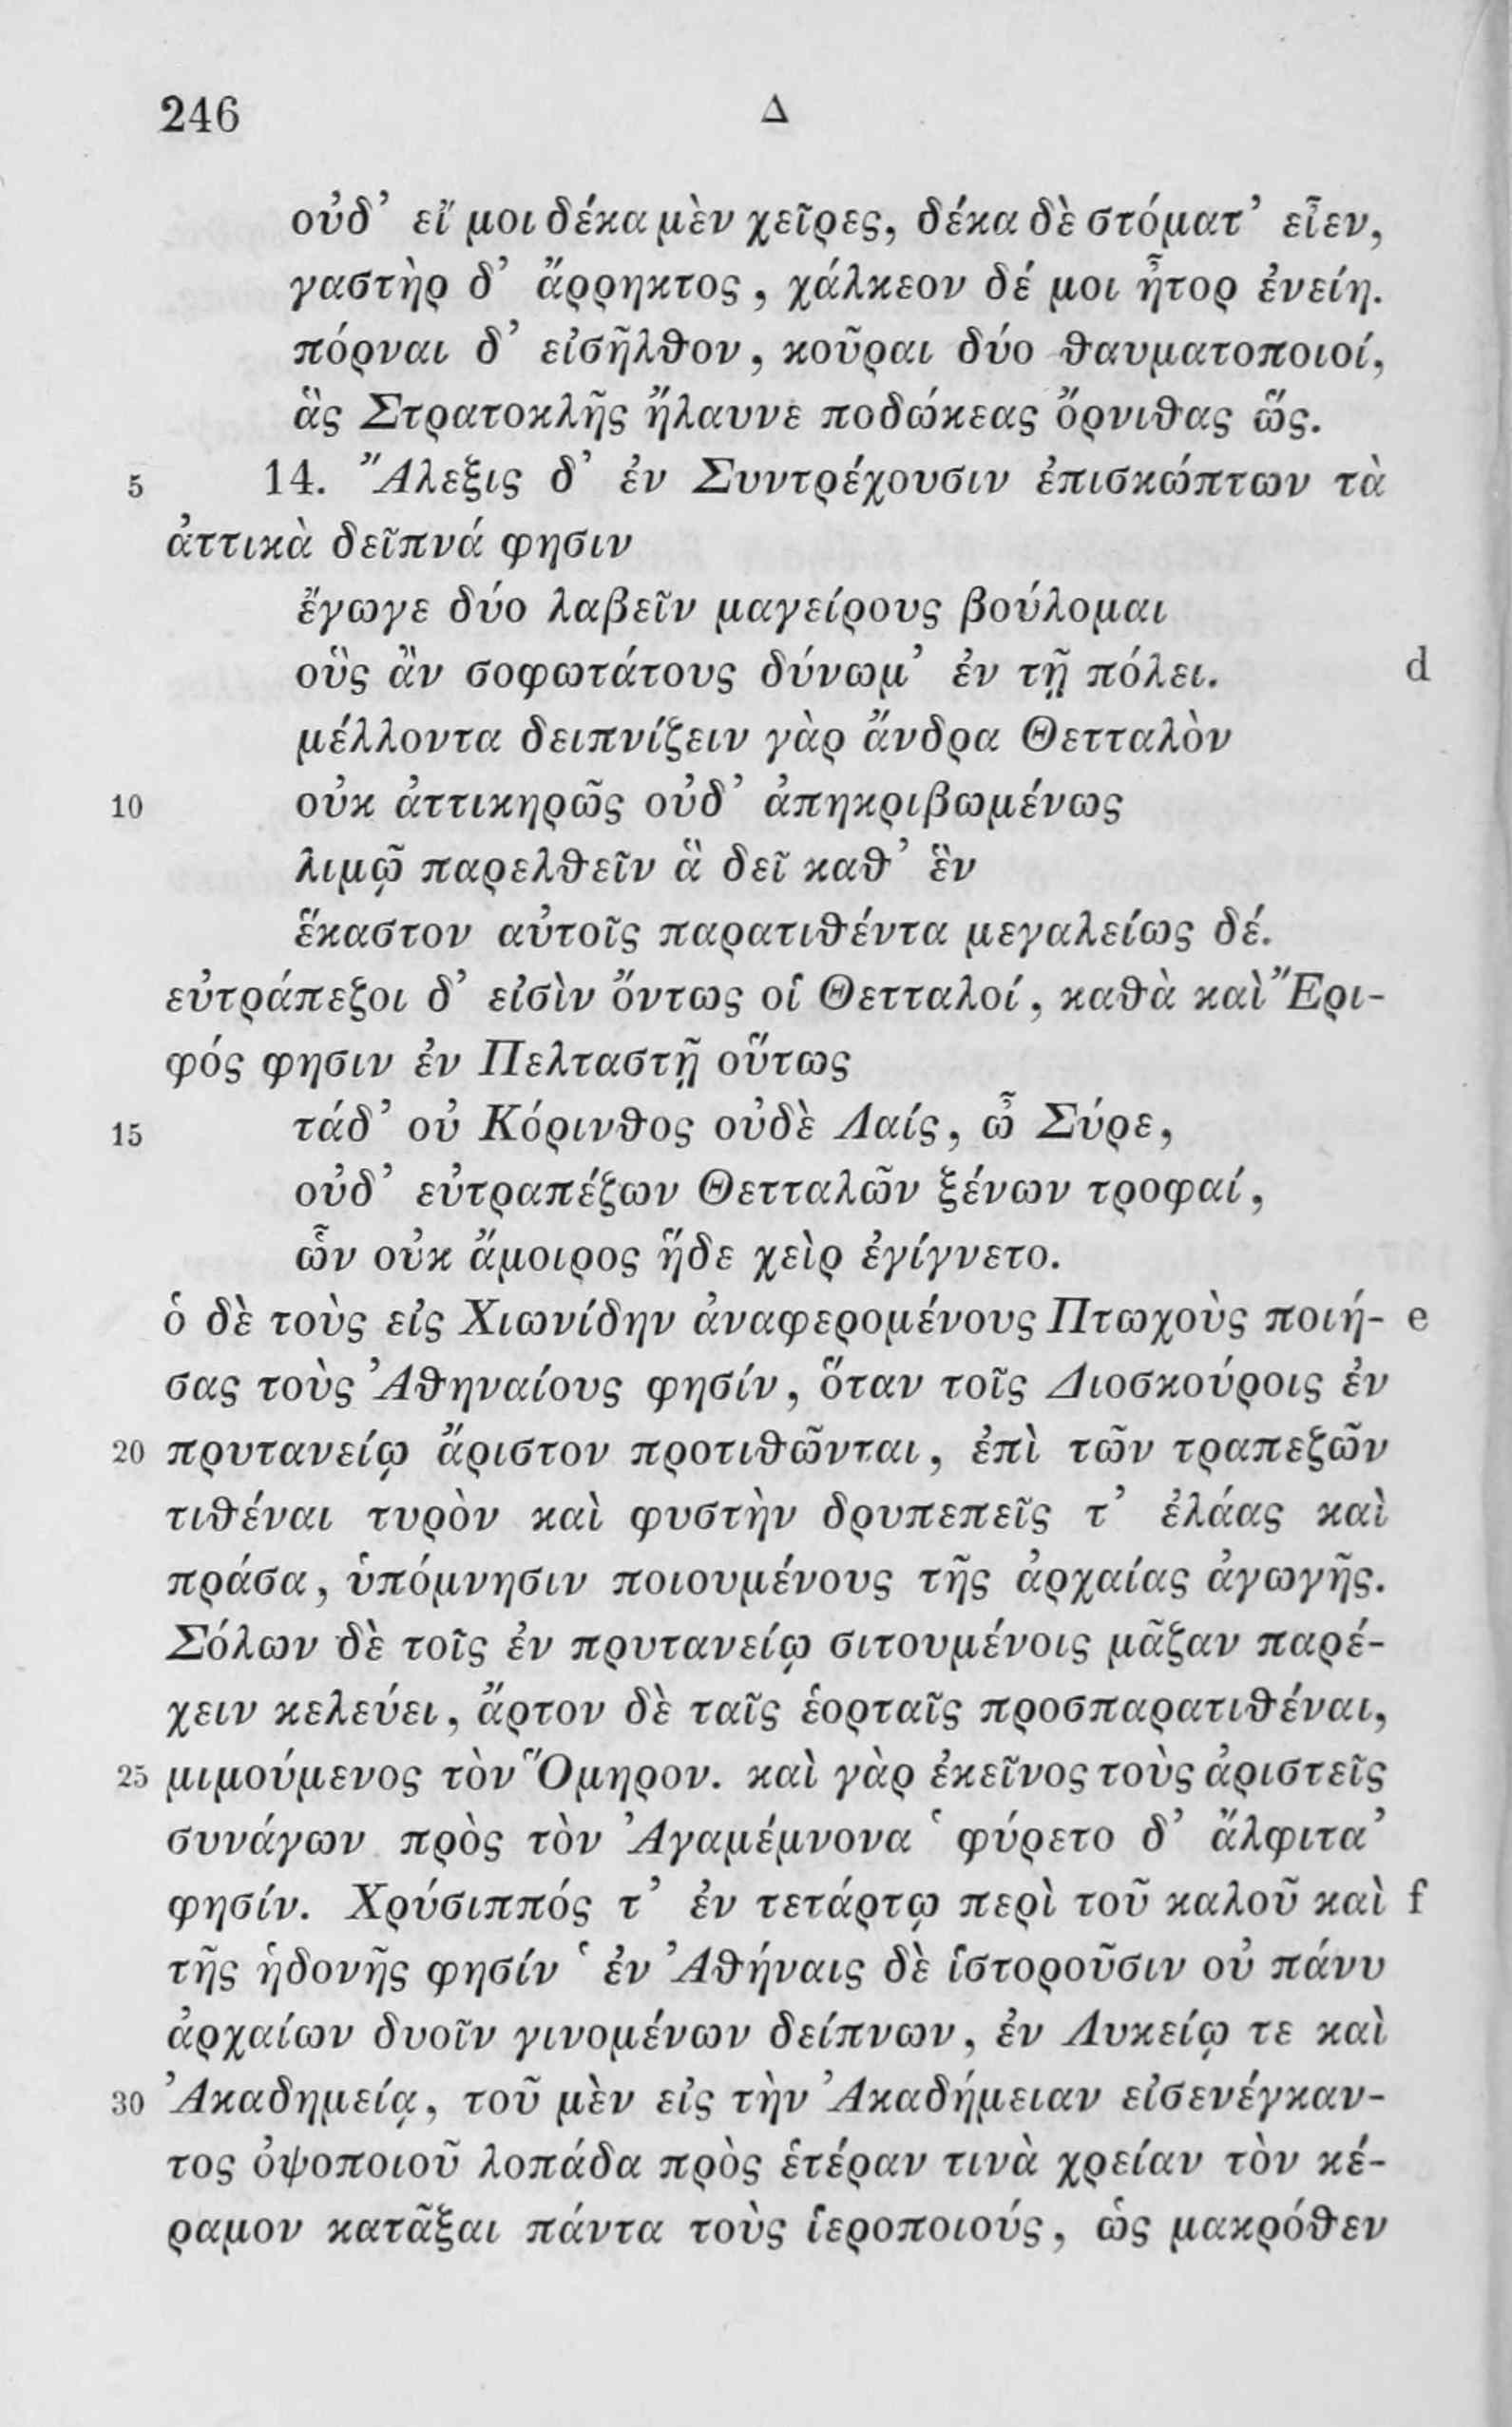 246 Δ
οὐδ’ εἴ μοι δέκα μὲν χεῖρες, δέκα δὲ στόματ’ εἶεν,
γαστὴρ δ’ ἄρρηκτος, χάλκεον δέ μοι ἦτορ ἐνείη.
πόρναι δ’ εἰσῆλθον, κοῦραι δύο θαυματοποιοί,
ἃς Στρατοκλῆς ἤλαυνε ποδώκεας ὄρνιθας ὥς.
5 14. Ἄλεξις δ’ ἐν Συντρέχουσιν ἐπισκώπτων τὰ
ἀττικὰ δεῖπνά φησιν
ἔγωγε δύο λαβεῖν μαγείρους βούλομαι
οὓς ἂν σοφωτάτους δύνωμ’ ἐν τῇ πόλει. d
μέλλοντα δειπνίζειν γὰρ ἄνδρα Θετταλὸν
10 οὐκ ἀττικηρῶς οὐδ’ ἀπηκριβωμένως
λιμῷ παρελθεῖν ἃ δεῖ καθ’ ἓν
ἕκαστον αὐτοῖς παρατιθέντα μεγαλείως δέ.
εὐτράπεζοι δ’ εἰσὶν ὄντως οἱ Θετταλοί, καθὰ καὶ Ἔρι-
φός φησιν ἐν Πελταστῇ οὕτως
15 τάδ’ οὐ Κόρινθος οὐδὲ Λαίς, ὦ Σύρε,
οὐδ’ εὐτραπέζων Θετταλῶν ξένων τροφαί,
ὧν οὐκ ἄμοιρος ἥδε χεὶρ ἐγίγνετο.
ὁ δὲ τοὺς εἰς Χιωνίδην ἀναφερομένους Πτωχοὺς ποιή- e
σας τοὺς Ἀθηναίους φησίν, ὅταν τοῖς Διοσκούροις ἐν
20 πρυτανείῳ ἄριστον προτιθῶνται, ἐπὶ τῶν τραπεζῶν
τιθέναι τυρὸν καὶ φυστὴν δρυπεπεῖς τ’ ἐλάας καὶ
πράσα, ὑπόμνησιν ποιουμένους τῆς ἀρχαίας ἀγωγῆς.
Σόλων δὲ τοῖς ἐν πρυτανείῳ σιτουμένοις μᾶζαν παρέ-
χειν κελεύει, ἄρτον δὲ ταῖς ἑορταῖς προσπαρατιθέναι,
25 μιμούμενος τὸν Ὅμηρον. καὶ γὰρ ἐκεῖνος τοὺς ἀριστεῖς
συνάγων πρὸς τὸν Ἀγαμέμνονα ‘ φύρετο δ’ ἄλφιτα’
φησίν. Χρύσιππός τ’ ἐν τετάρτῳ περὶ τοῦ καλοῦ καὶ f
τῆς ἡδονῆς φησίν ‘ ἐν Ἀθήναις δὲ ἱστοροῦσιν οὐ πάνυ
ἀρχαίων δυοῖν γινομένων δείπνων, ἐν Λυκείῳ τε καὶ
30 Ἀκαδημείᾳ, τοῦ μὲν εἰς τὴν Ἀκαδήμειαν εἰσενέγκαν-
τος ὀψοποιοῦ λοπάδα πρὸς ἑτέραν τινὰ χρείαν τὸν κέ-
ραμον κατᾶξαι πάντα τοὺς ἱεροποιούς, ὡς μακρόθεν